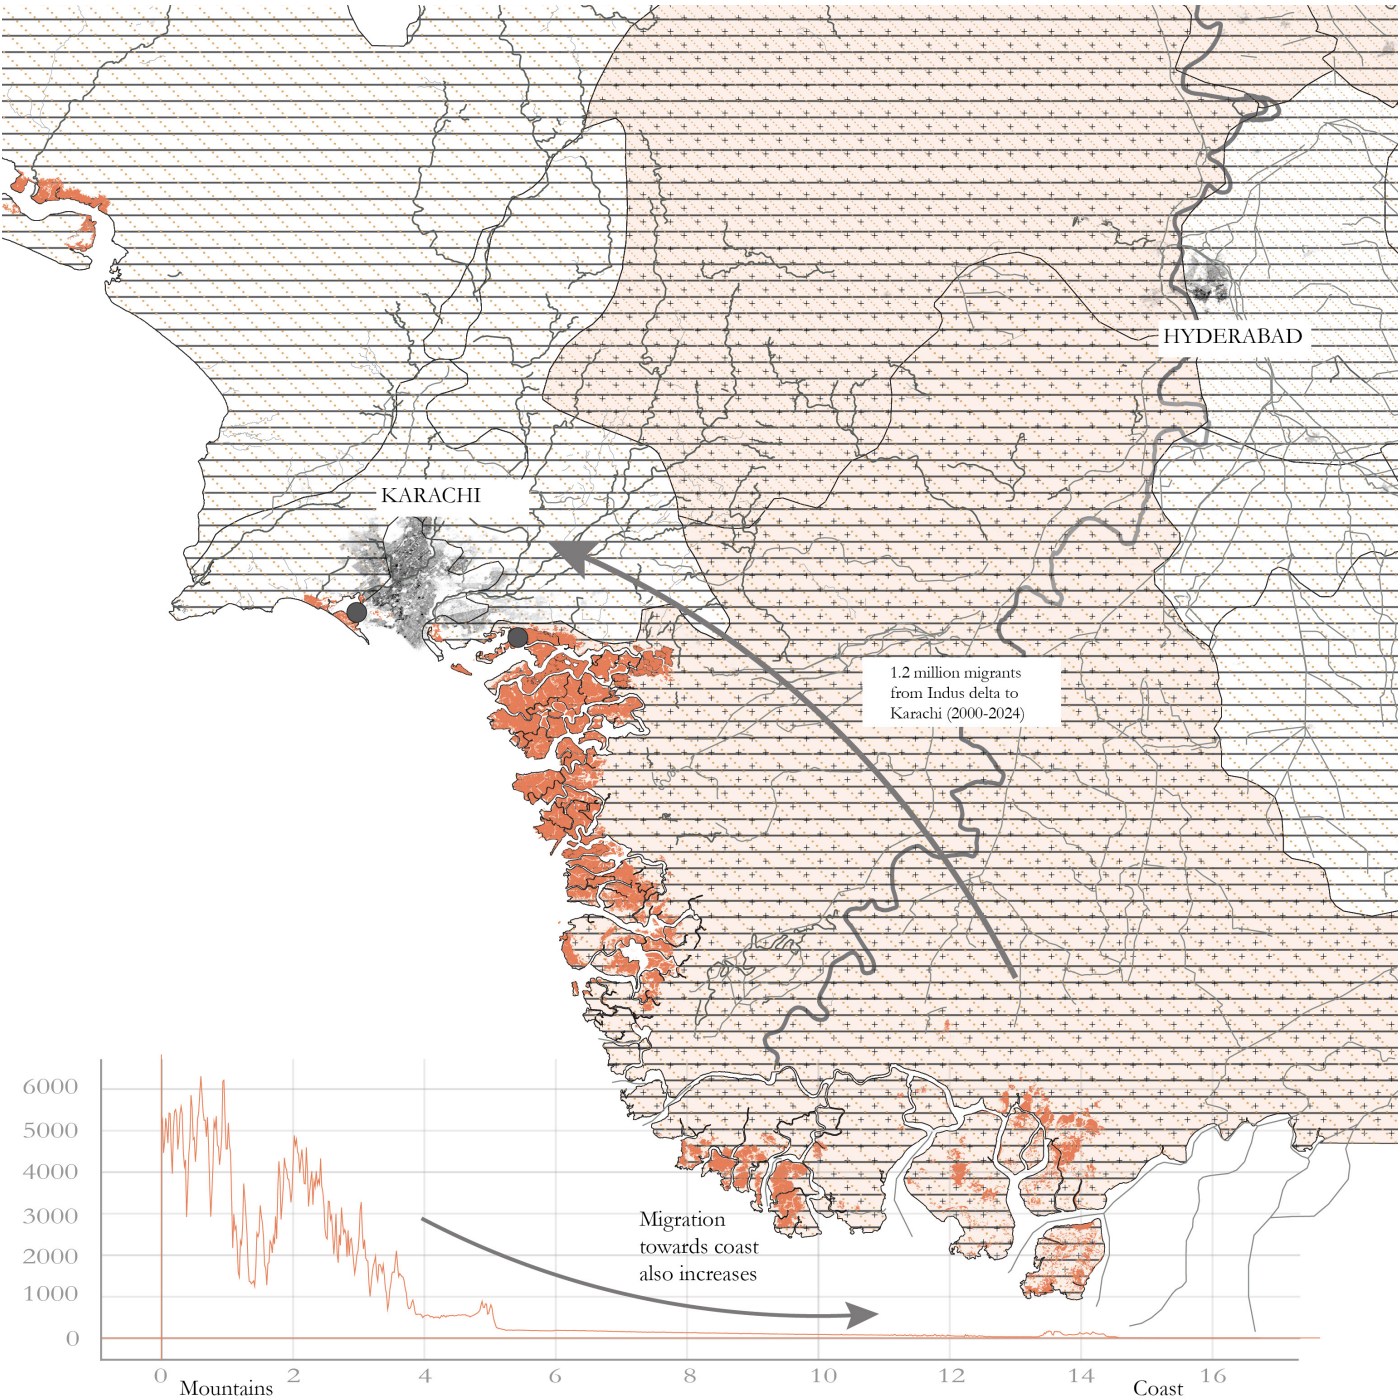 HYDERABAD
KARACHI
1.2 million migrants
from Indus delta to
Karachi (2000-2024)
6000
5000
4000
3000
2000
1000
0
Migration
towards coast
also increases
0 2 4 6 8 10 12 14 16
Mountains Coast